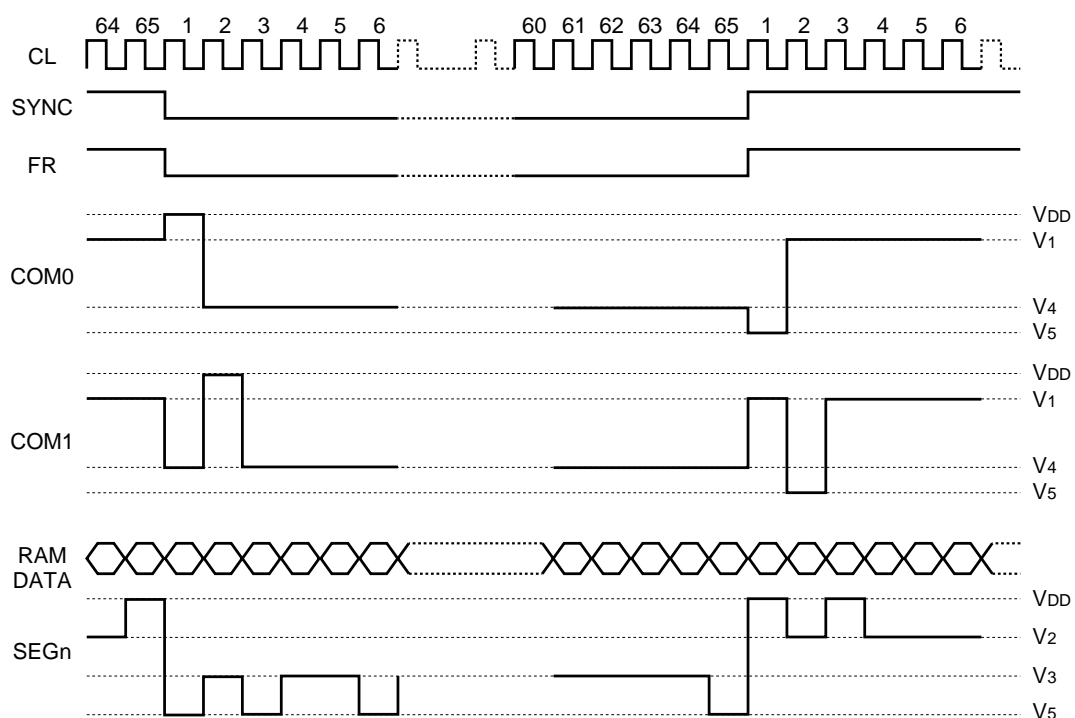 64 65 1 2 3 4 5 6 60 61 62 63 64 65 1 2 3 4 5 6
CL
SYNC
FR
VDD
V1
COM0
V4
V5
VDD
V1
COM1
V4
V5
RAM
DATA
VDD
V2
SEGn
V3
V5